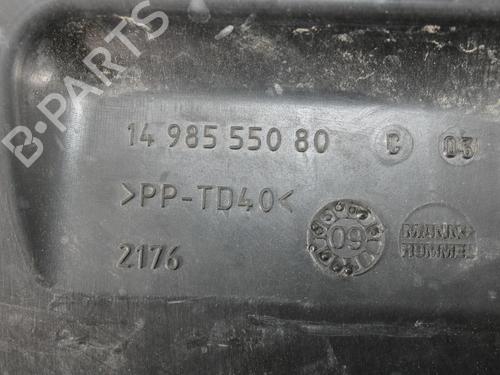 B-PARTS
14 985 550 80 C 03
>PP-TD40<
09
MANN+
HUMMEL
2176